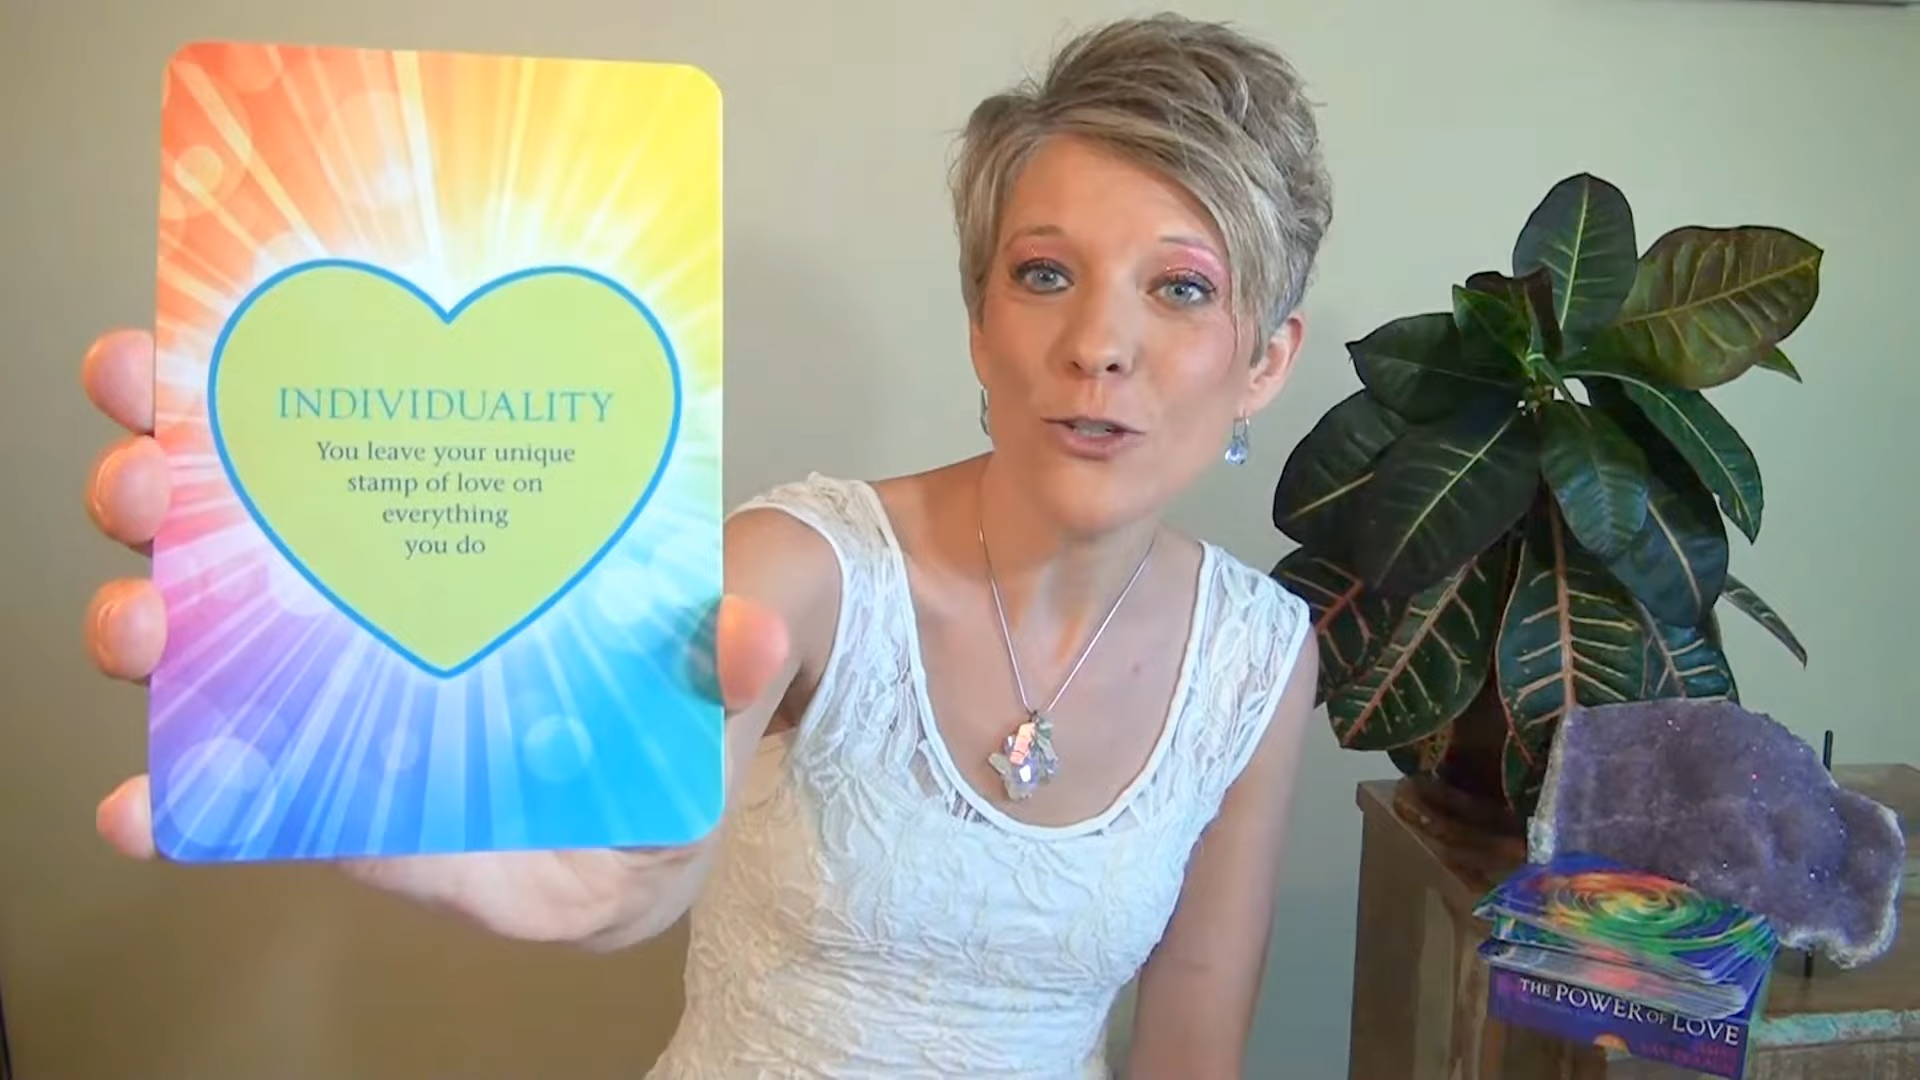 INDIVIDUALITY
You leave your unique
stamp of love on
everything
you do
THE POWER OF LOVE